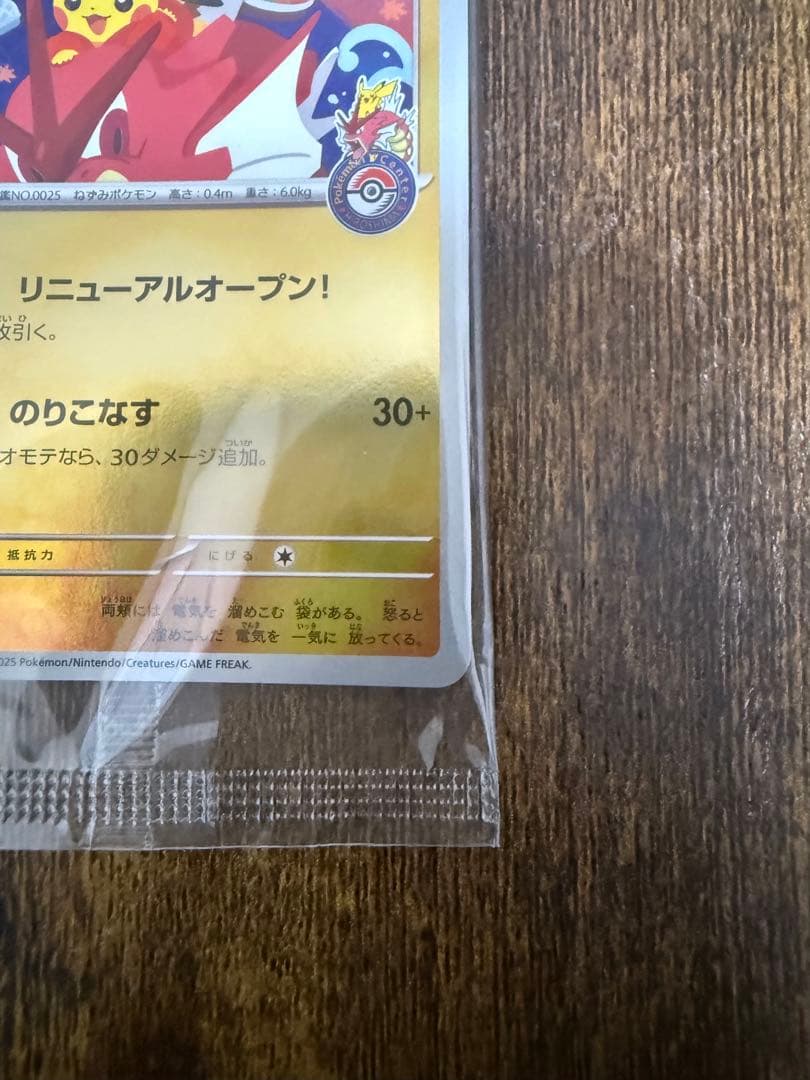 Pokémon Center HIROSHIMA
鑑NO.0025 ねずみポケモン 高さ:0.4m 重さ:6.0kg
リニューアルオープン!
枚引く。
のりこなす 30+
オモテなら、30ダメージ追加。
抵抗力 にげる
両頬には 電気を 溜めこむ 袋がある。 怒ると
溜めこんだ 電気を 一気に 放ってくる。
025 Pokémon/Nintendo/Creatures/GAME FREAK.